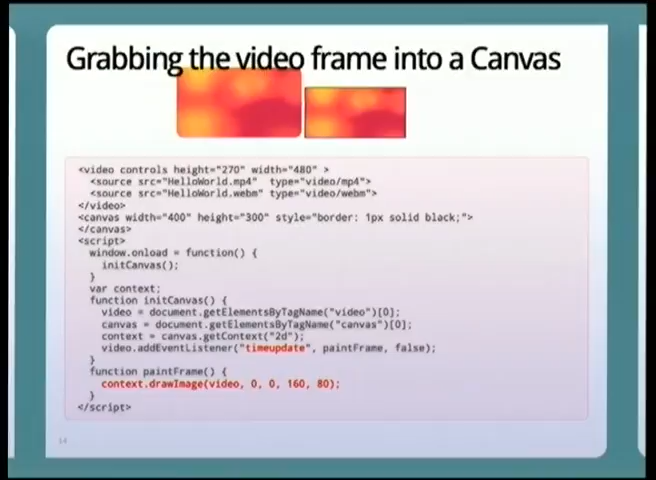 Grabbing the video frame into a Canvas
<video controls height="270" width="480" >
<source src="HelloWorld.mp4" type="video/mp4">
<source src="HelloWorld.webm" type="video/webm">
</video>
<canvas width="400" height="300" style="border: 1px solid black;">
</canvas>
<script>
window.onload = function() {
initCanvas();
}
var context;
function initCanvas() {
video = document.getElementsByTagName("video")[0];
canvas = document.getElementsByTagName("canvas")[0];
context = canvas.getContext("2d");
video.addEventListener("timeupdate", paintFrame, false);
}
function paintFrame() {
context.drawImage(video, 0, 0, 160, 80);
}
</script>
14